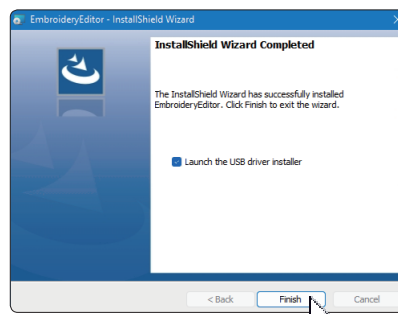 EmbroideryEditor - InstallShield Wizard
InstallShield Wizard Completed
The InstallShield Wizard has successfully installed
EmbroideryEditor. Click Finish to exit the wizard.
Launch the USB driver installer
< Back Finish Cancel